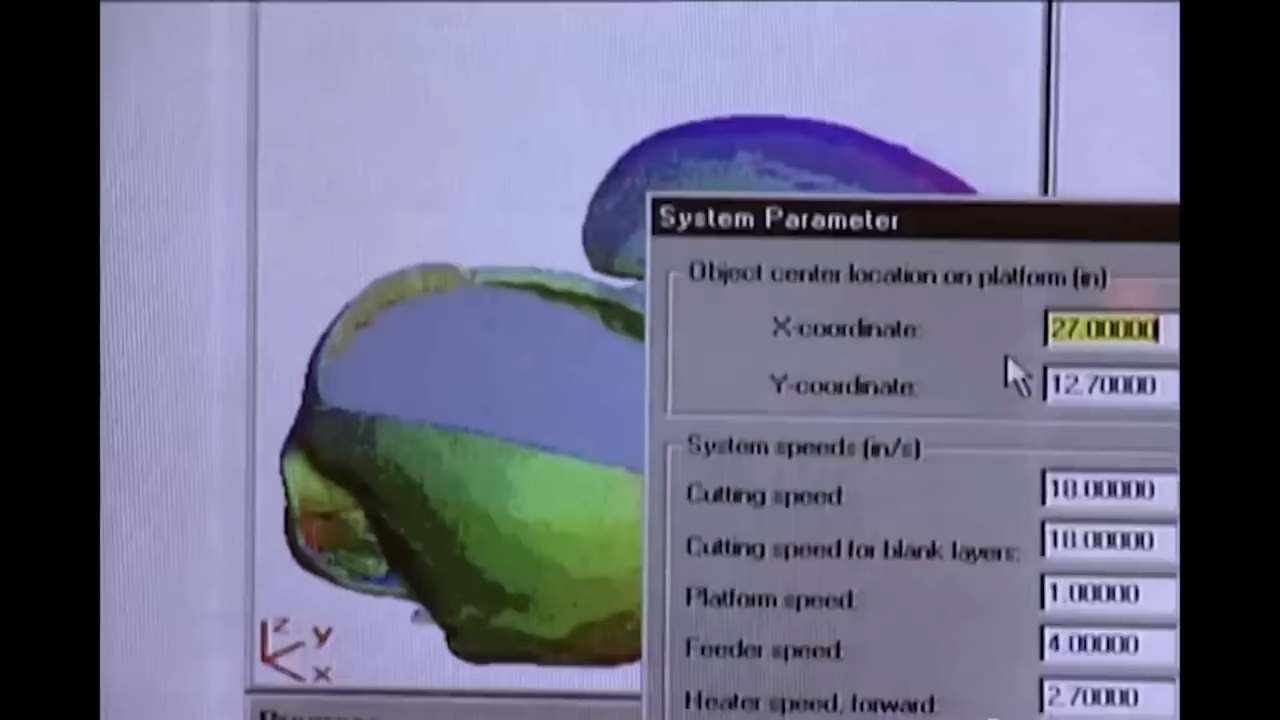 System Parameter
Object center location on platform (in)
X-coordinate: 27.00000
Y-coordinate: 12.70000
System speeds (in/s)
Cutting speed: 18.00000
Cutting speed for blank layers: 18.00000
Platform speed: 1.00000
Feeder speed: 4.00000
Heater speed, forward: 2.70000
z
y
x